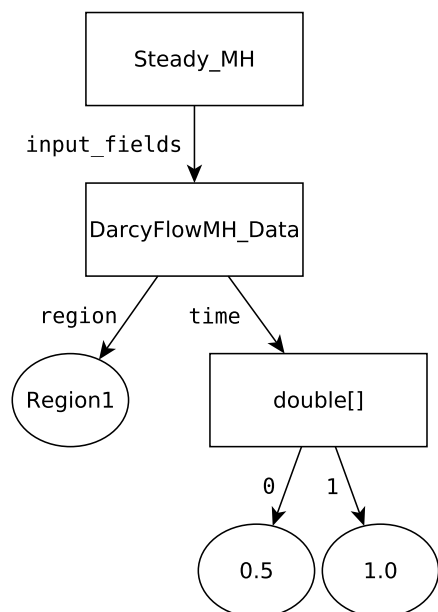 Steady_MH
input_fields
DarcyFlowMH_Data
region
time
Region1
double[]
0
1
0.5
1.0